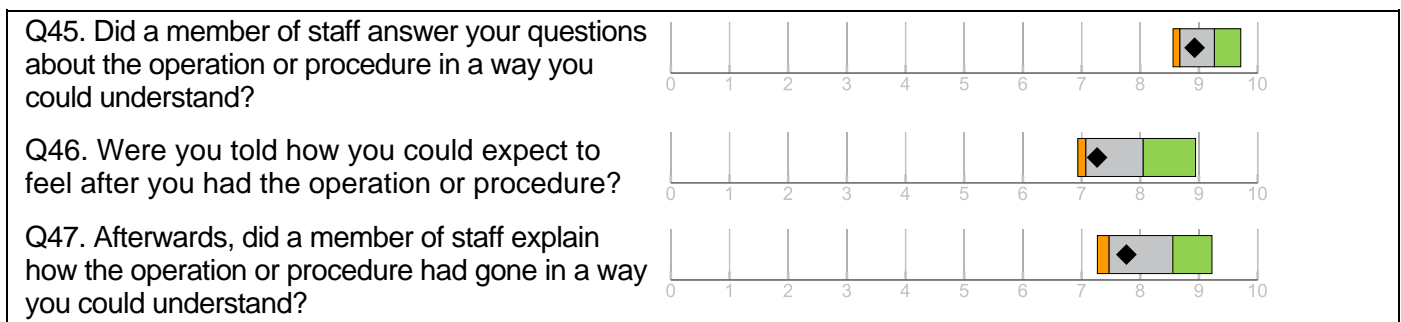 Q45. Did a member of staff answer your questions
about the operation or procedure in a way you
could understand?
0 1 2 3 4 5 6 7 8 9 10
Q46. Were you told how you could expect to
feel after you had the operation or procedure?
0 1 2 3 4 5 6 7 8 9 10
Q47. Afterwards, did a member of staff explain
how the operation or procedure had gone in a way
you could understand?
0 1 2 3 4 5 6 7 8 9 10